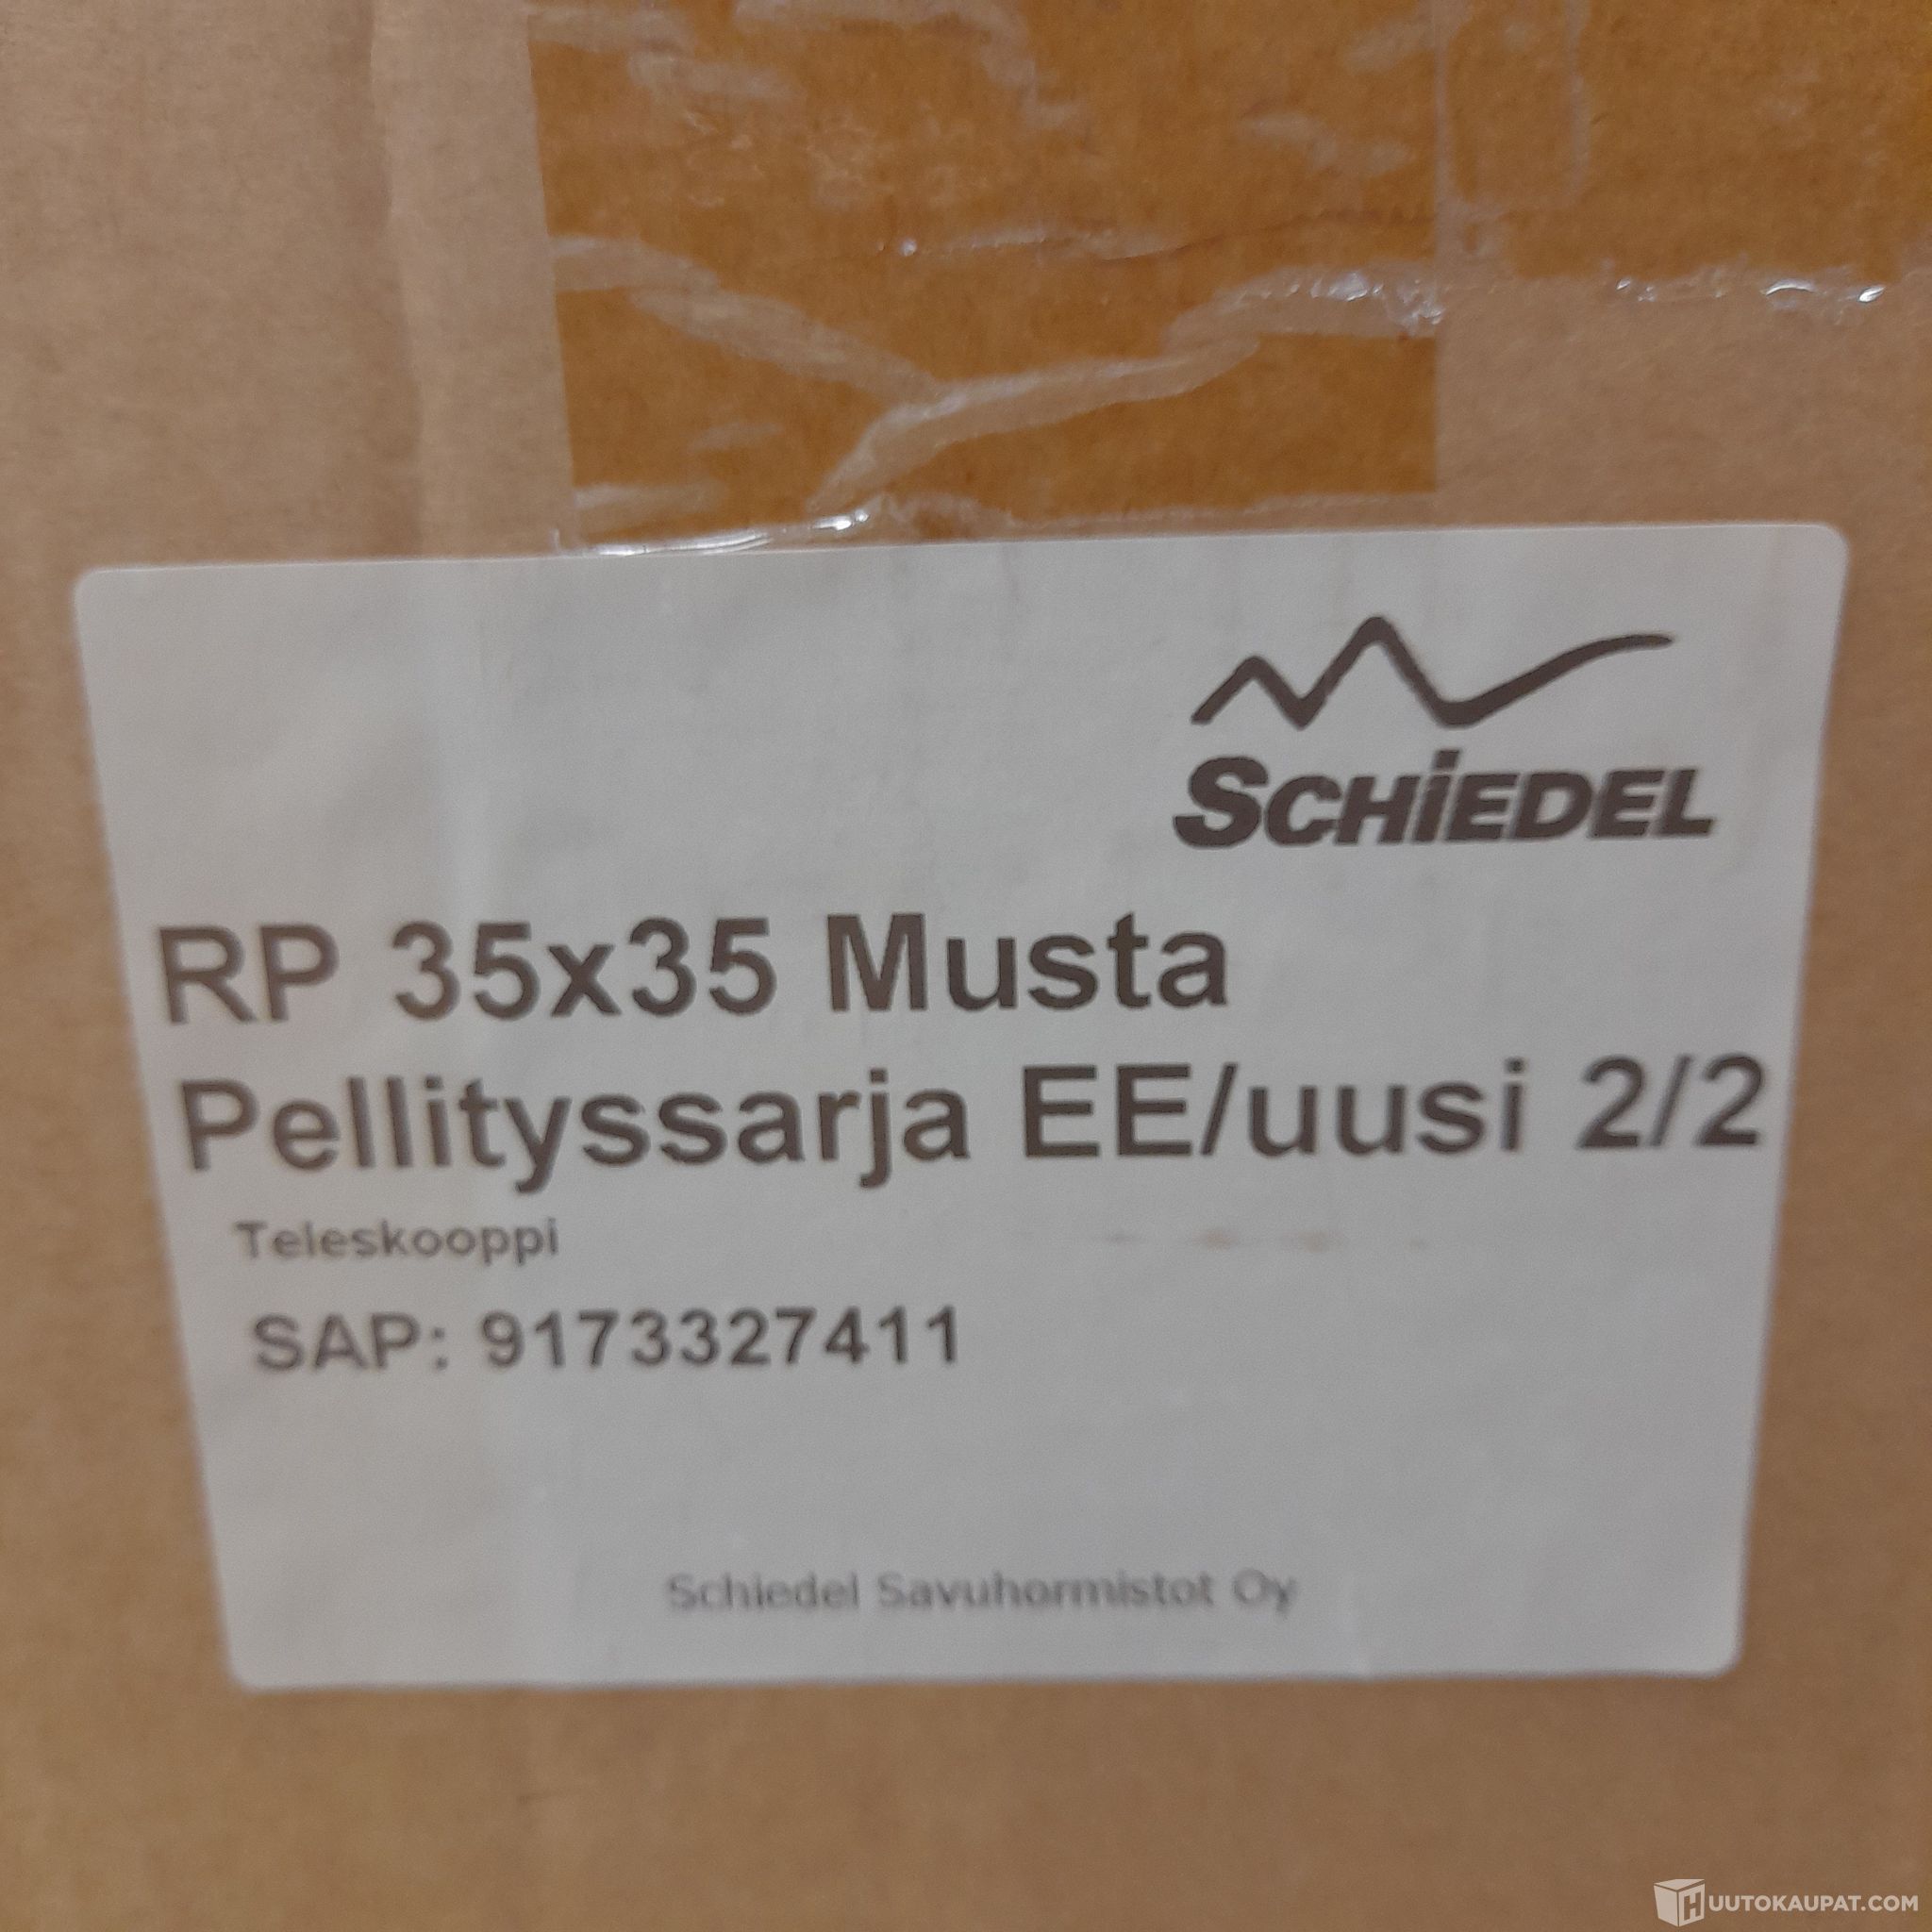 SCHiEDEL
RP 35x35 Musta
Pellityssarja EE/uusi 2/2
Teleskooppi
SAP: 9173327411
Schiedel Savuhormistot Oy
HUUTOKAUPAT.COM